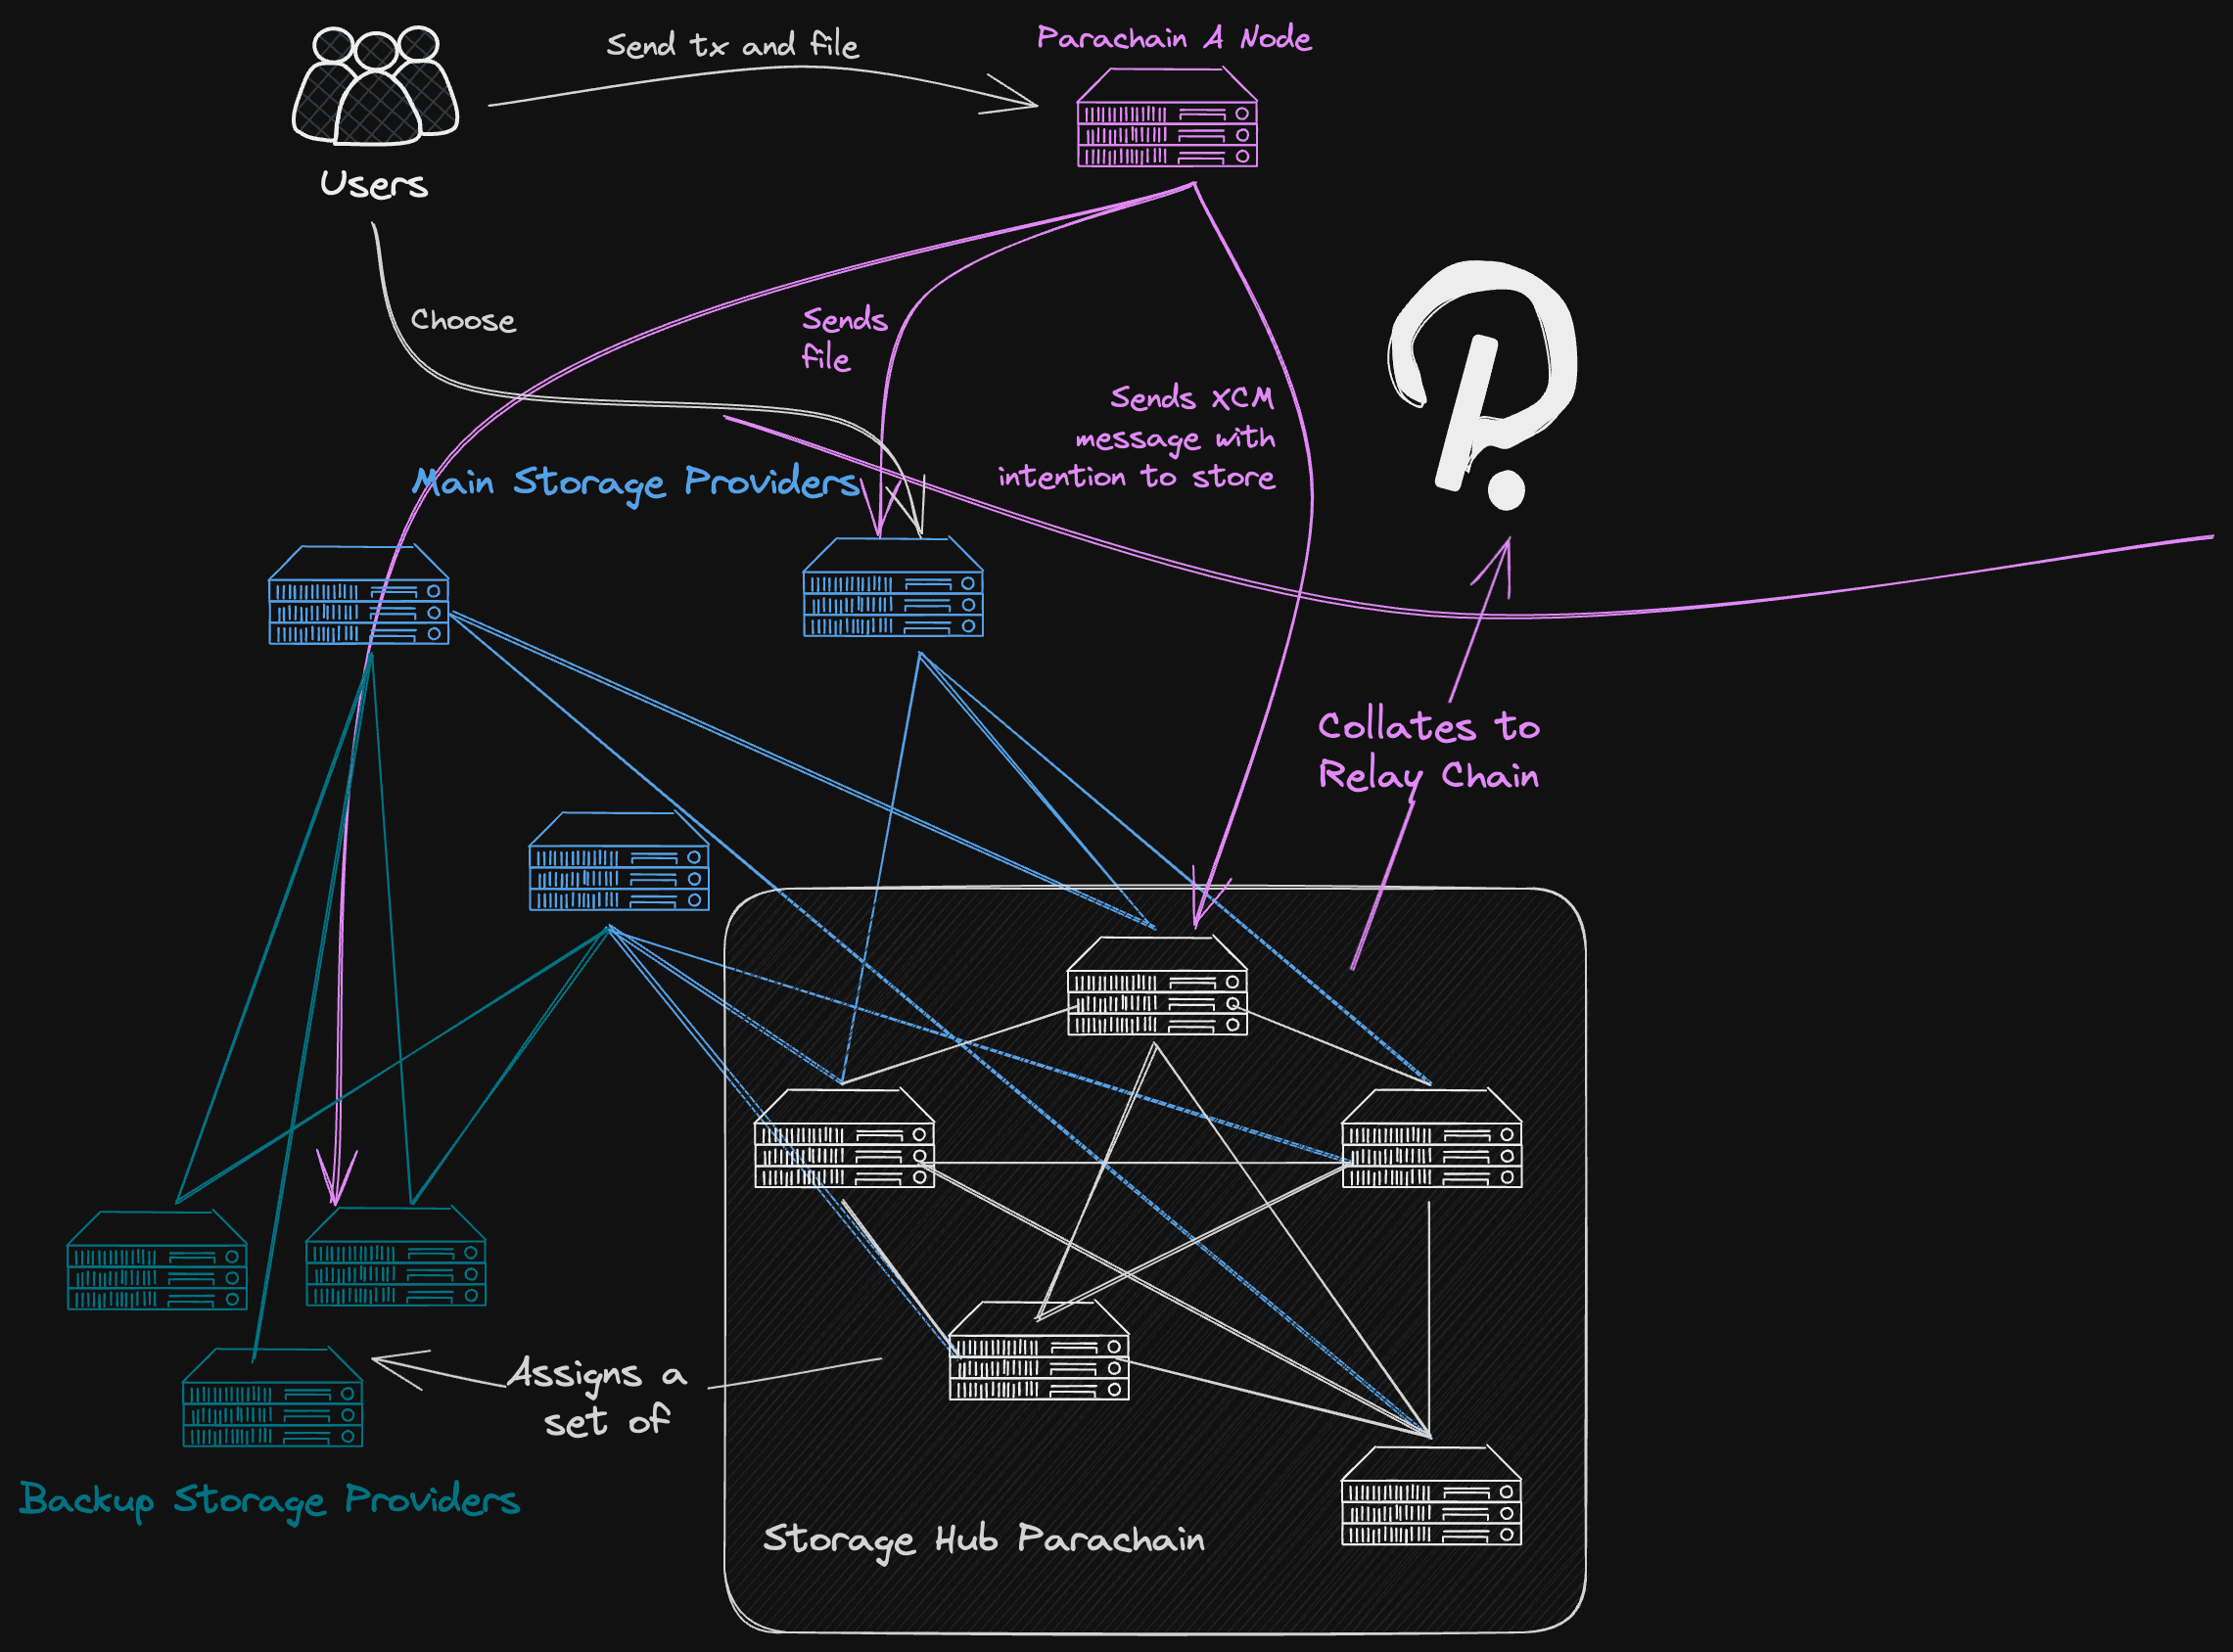 Send tx and file
Parachain A Node
Users
Choose
Sends
file
Sends XCM
message with
intention to store
Main Storage Providers
Collates to
Relay Chain
Assigns a
set of
Backup Storage Providers
Storage Hub Parachain